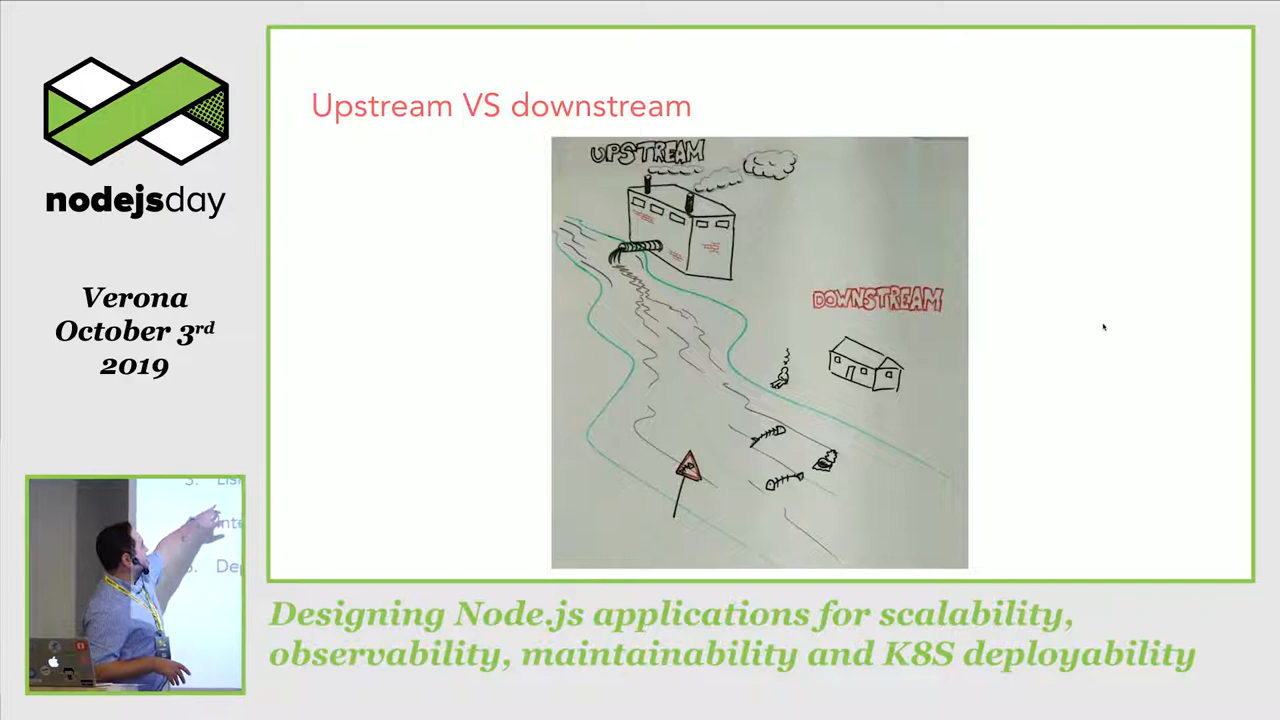 nodejsday
Verona
October 3rd
2019
Upstream VS downstream
UPSTREAM
DOWNSTREAM
3.
Designing Node.js applications for scalability,
observability, maintainability and K8S deployability